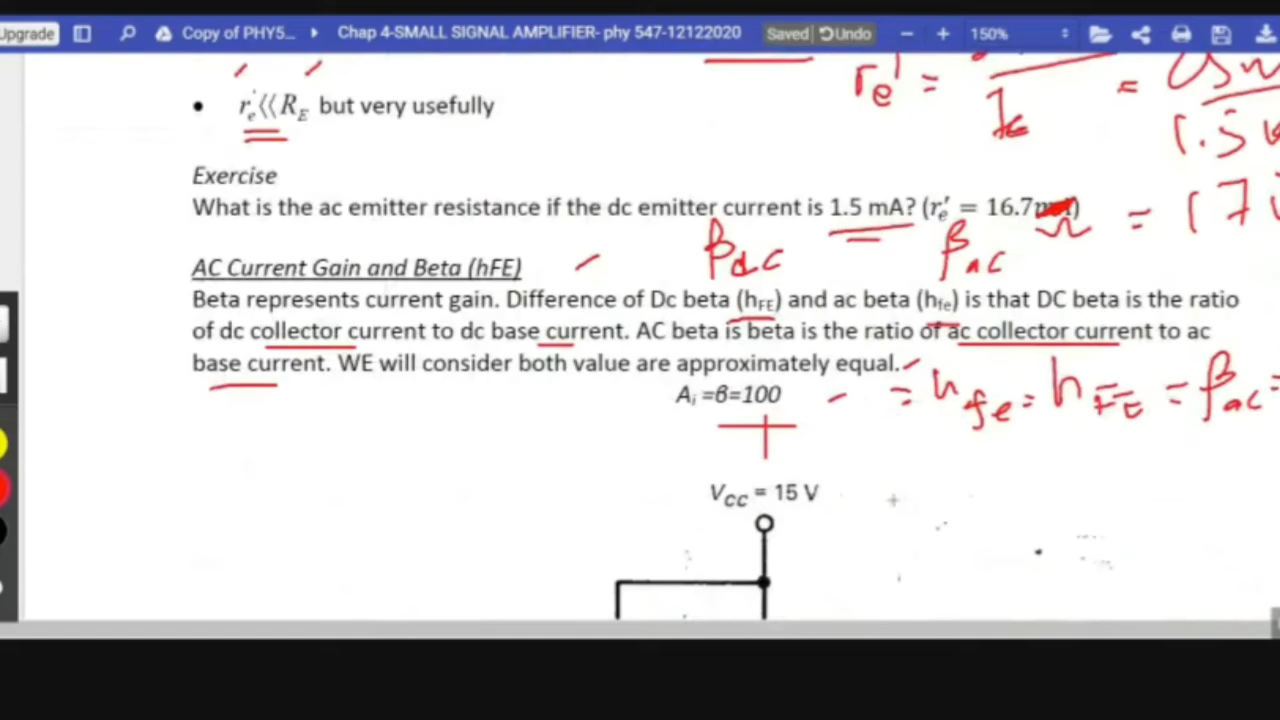 Upgrade Copy of PHY5... Chap 4-SMALL SIGNAL AMPLIFIER- phy 547-12122020 Saved Undo 150%
re' = = 
Ie 1.5
• r'e⟨⟨RE but very usefully
Exercise
What is the ac emitter resistance if the dc emitter current is 1.5 mA? (r'e = 16.7 Ω) = 17
βdc βac
AC Current Gain and Beta (hFE)
Beta represents current gain. Difference of Dc beta (hFE) and ac beta (hfe) is that DC beta is the ratio
of dc collector current to dc base current. AC beta is beta is the ratio of ac collector current to ac
base current. WE will consider both value are approximately equal.
Ai =β=100 = hfe = hFE = βac =
VCC = 15 V